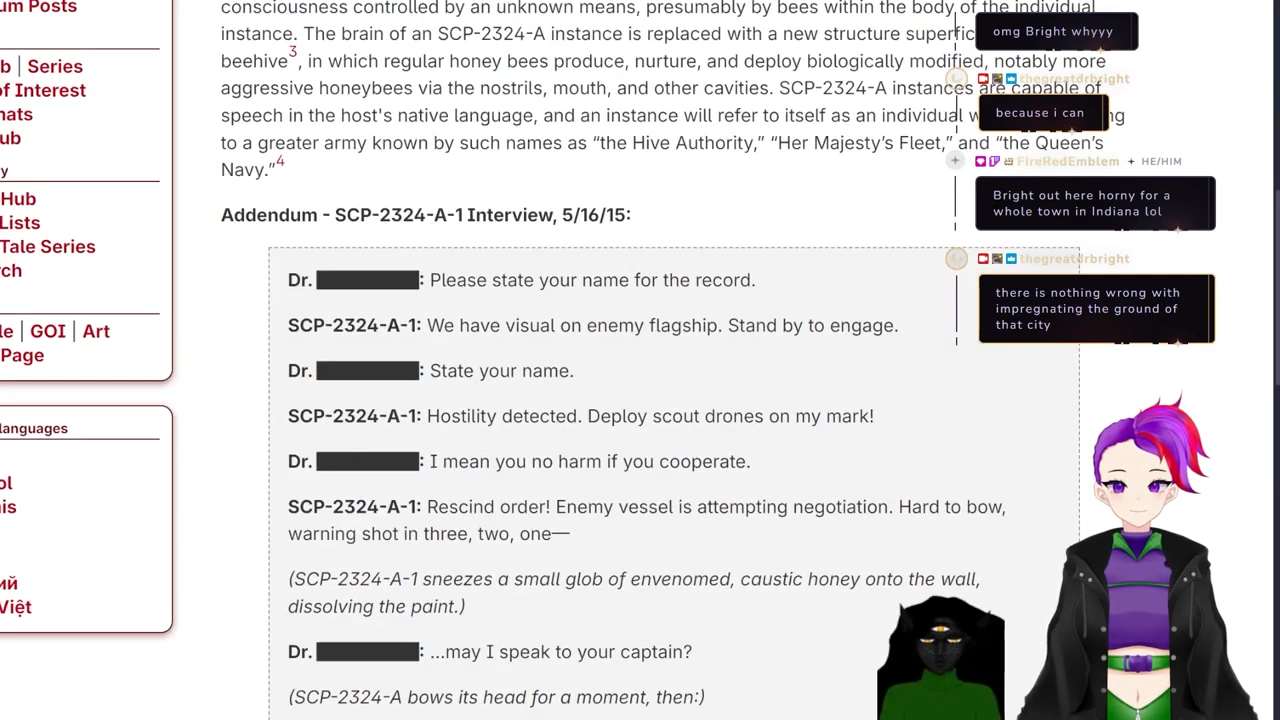 um Posts
b | Series
of Interest
mats
ub
y
Hub
Lists
Tale Series
rch
le | GOI | Art
Page
languages
ol
is
ий
Việt
consciousness controlled by an unknown means, presumably by bees within the body of the individual
instance. The brain of an SCP-2324-A instance is replaced with a new structure superfic
beehive3, in which regular honey bees produce, nurture, and deploy biologically modified, notably more
aggressive honeybees via the nostrils, mouth, and other cavities. SCP-2324-A instances are capable of
speech in the host's native language, and an instance will refer to itself as an individual w
to a greater army known by such names as “the Hive Authority,” “Her Majesty’s Fleet,” and “the Queen’s
Navy.”4
Addendum - SCP-2324-A-1 Interview, 5/16/15:
Dr. : Please state your name for the record.
SCP-2324-A-1: We have visual on enemy flagship. Stand by to engage.
Dr. : State your name.
SCP-2324-A-1: Hostility detected. Deploy scout drones on my mark!
Dr. : I mean you no harm if you cooperate.
SCP-2324-A-1: Rescind order! Enemy vessel is attempting negotiation. Hard to bow,
warning shot in three, two, one—
(SCP-2324-A-1 sneezes a small glob of envenomed, caustic honey onto the wall,
dissolving the paint.)
Dr. : ...may I speak to your captain?
(SCP-2324-A bows its head for a moment, then:)
omg Bright whyyy
thegreatdrbright
because i can
FireRedEmblem + HE/HIM
Bright out here horny for a
whole town in Indiana lol
thegreatdrbright
there is nothing wrong with
impregnating the ground of
that city